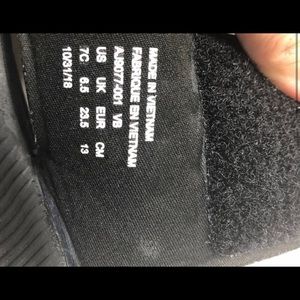 MADE IN VIETNAM
FABRIQUE EN VIETNAM
AJ8077-001 VB
US UK EUR CM
7C 6.5 23.5 13
10/31/18